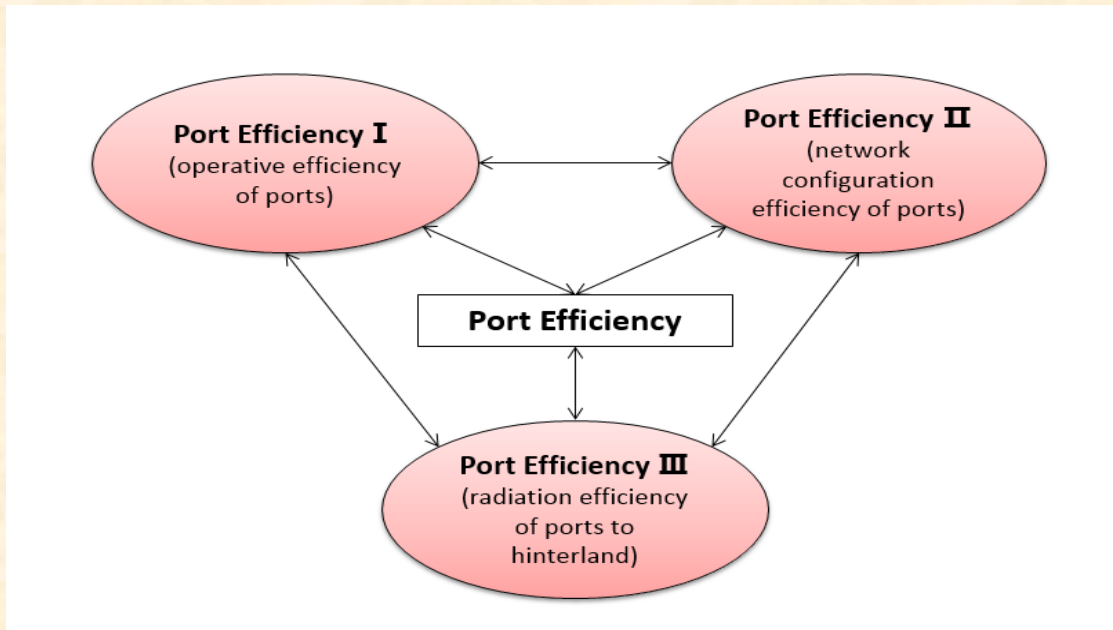 Port Efficiency Ⅰ
(operative efficiency
of ports)
Port Efficiency Ⅱ
(network
configuration
efficiency of ports)
Port Efficiency
Port Efficiency Ⅲ
(radiation efficiency
of ports to
hinterland)